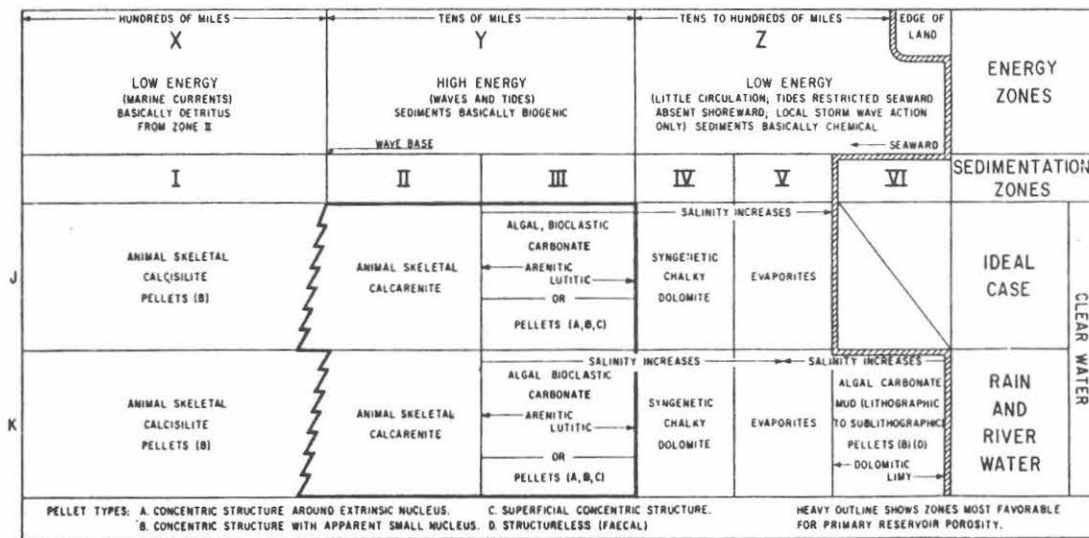 HUNDREDS OF MILES
X
LOW ENERGY
(MARINE CURRENTS)
BASICALLY DETRITUS
FROM ZONE II
TENS OF MILES
Y
HIGH ENERGY
(WAVES AND TIDES)
SEDIMENTS BASICALLY BIOGENIC
WAVE BASE
TENS TO HUNDREDS OF MILES
Z
LOW ENERGY
(LITTLE CIRCULATION; TIDES RESTRICTED SEAWARD
ABSENT SHOREWARD; LOCAL STORM WAVE ACTION
ONLY) SEDIMENTS BASICALLY CHEMICAL
SEAWARD
EDGE OF
LAND
ENERGY
ZONES
I
II
III
IV
V
VI
SEDIMENTATION
ZONES
J
ANIMAL SKELETAL
CALCISILITE
PELLETS (B)
ANIMAL SKELETAL
CALCARENITE
SALINITY INCREASES
ALGAL, BIOCLASTIC
CARBONATE
ARENITIC
LUTITIC
OR
PELLETS (A,B,C)
SYNGENETIC
CHALKY
DOLOMITE
EVAPORITES
IDEAL
CASE
CLEAR WATER
K
ANIMAL SKELETAL
CALCISILITE
PELLETS (B)
ANIMAL SKELETAL
CALCARENITE
SALINITY INCREASES
SALINITY INCREASES
ALGAL BIOCLASTIC
CARBONATE
ARENITIC
LUTITIC
OR
PELLETS (A,B,C)
SYNGENETIC
CHALKY
DOLOMITE
EVAPORITES
ALGAL CARBONATE
MUD (LITHOGRAPHIC
TO SUBLITHOGRAPHIC)
PELLETS (B)(D)
DOLOMITIC
LIMY
RAIN
AND
RIVER
WATER
PELLET TYPES: A. CONCENTRIC STRUCTURE AROUND EXTRINSIC NUCLEUS. C. SUPERFICIAL CONCENTRIC STRUCTURE.
B. CONCENTRIC STRUCTURE WITH APPARENT SMALL NUCLEUS. D. STRUCTURELESS (FAECAL)
HEAVY OUTLINE SHOWS ZONES MOST FAVORABLE
FOR PRIMARY RESERVOIR POROSITY.